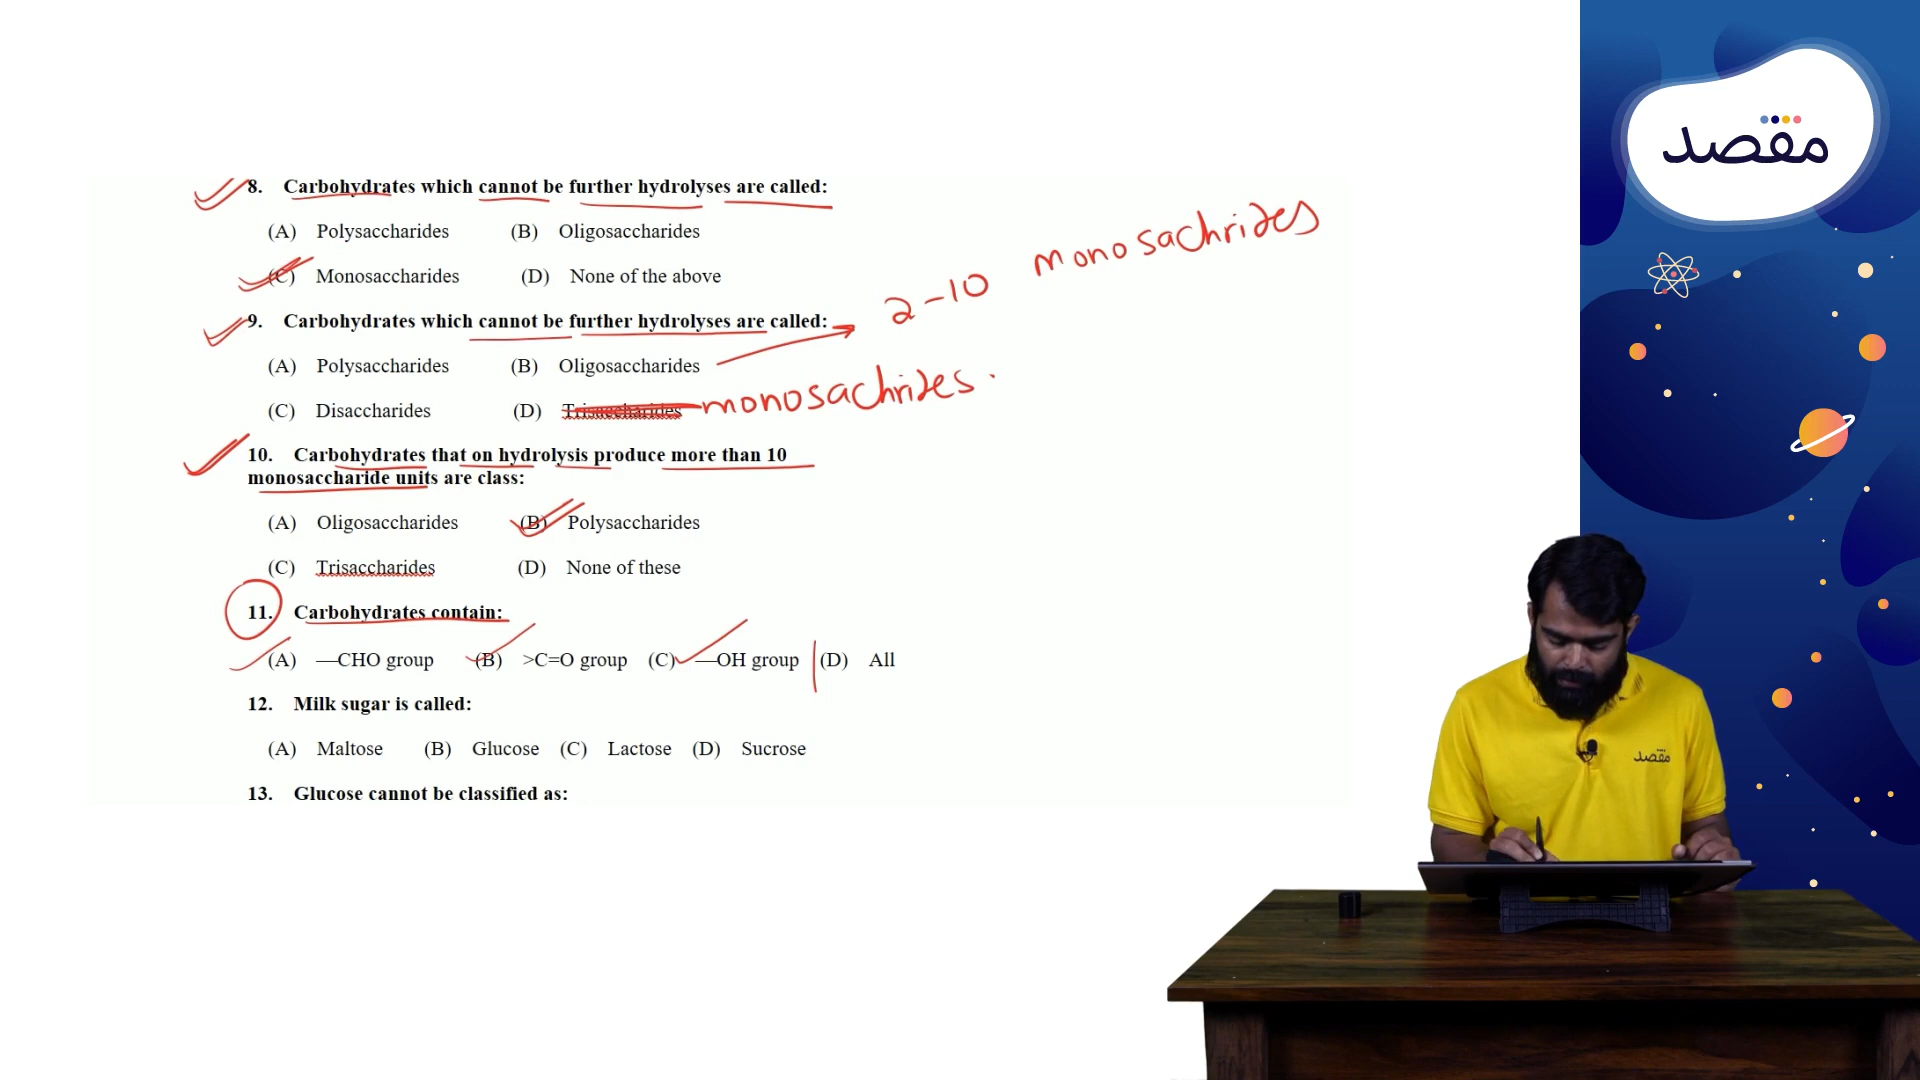 مقصد
8. Carbohydrates which cannot be further hydrolyses are called:
(A) Polysaccharides (B) Oligosaccharides
(C) Monosaccharides (D) None of the above
2-10 monosachrides
9. Carbohydrates which cannot be further hydrolyses are called:
(A) Polysaccharides (B) Oligosaccharides
(C) Disaccharides (D) Trisaccharides monosachrides.
10. Carbohydrates that on hydrolysis produce more than 10
monosaccharide units are class:
(A) Oligosaccharides (B) Polysaccharides
(C) Trisaccharides (D) None of these
11. Carbohydrates contain:
(A) —CHO group (B) >C=O group (C) —OH group (D) All
12. Milk sugar is called:
(A) Maltose (B) Glucose (C) Lactose (D) Sucrose
13. Glucose cannot be classified as:
مقصد